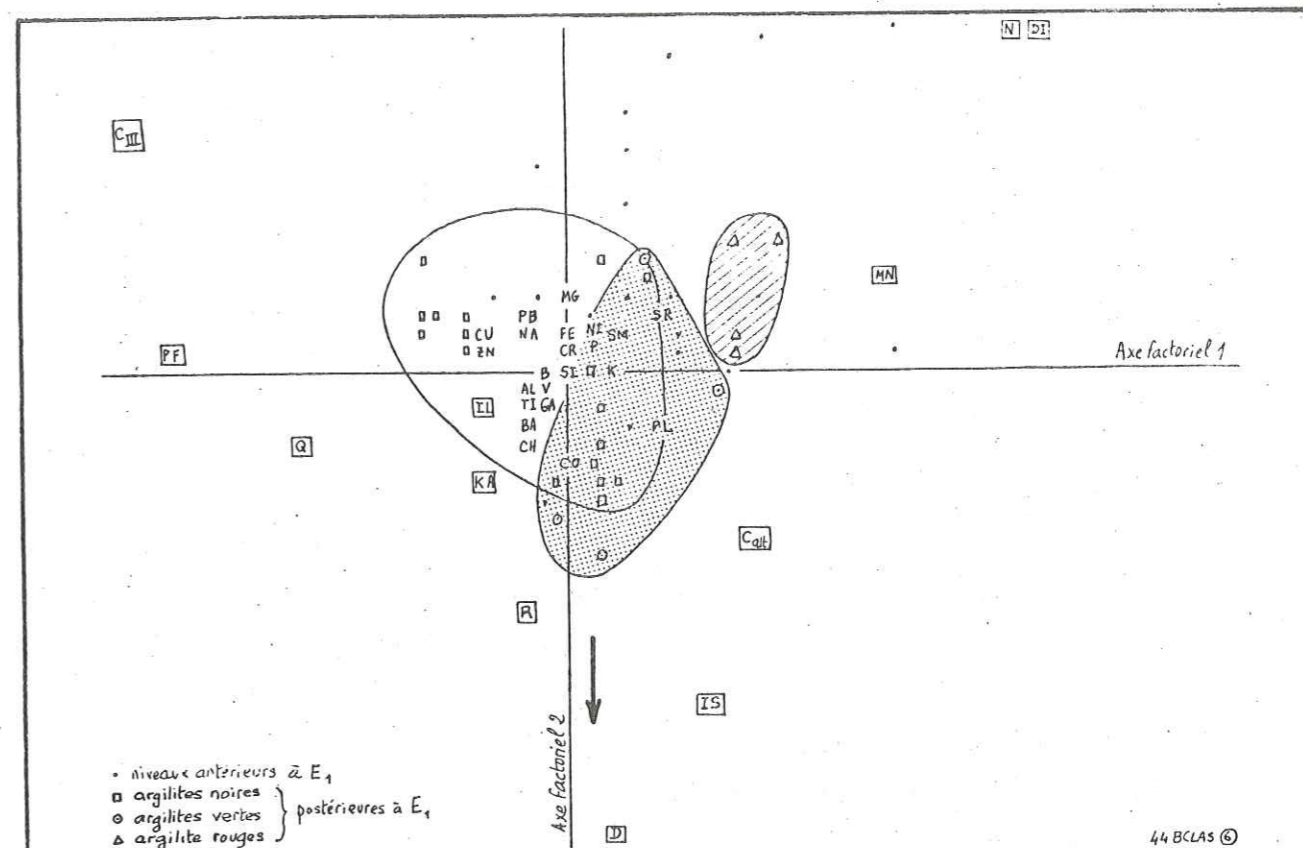 N DI
C III
MG
PB I SR
CU NA FE NI SM
ZN CR P
MN
PF
Axe factoriel 1
B SI K
AL V
IL TI GA
BA PL
Q CH
CO
KA
C alt
R
IS
Axe Factoriel 2
• niveaux antérieurs à E1
argilites noires
argilites vertes } postérieures à E1
argilite rouges
D
44 BCLAS ⑥